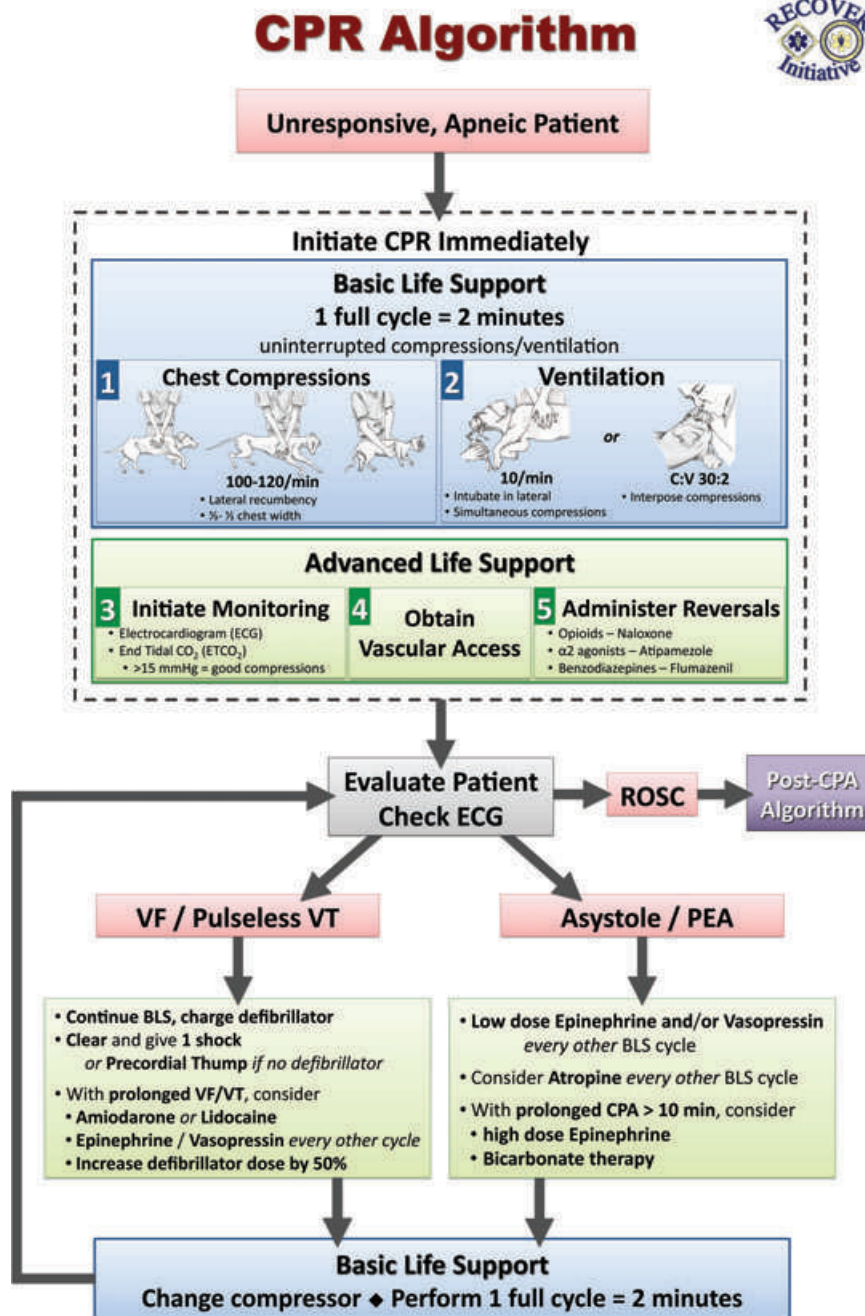 CPR Algorithm
RECOVER
Initiative
Unresponsive, Apneic Patient
Initiate CPR Immediately
Basic Life Support
1 full cycle = 2 minutes
uninterrupted compressions/ventilation
1 Chest Compressions
100-120/min
• Lateral recumbency
• ⅓- ½ chest width
2 Ventilation
or
10/min
• Intubate in lateral
• Simultaneous compressions
C:V 30:2
• Interpose compressions
Advanced Life Support
3 Initiate Monitoring
• Electrocardiogram (ECG)
• End Tidal CO₂ (ETCO₂)
• >15 mmHg = good compressions
4 Obtain
Vascular Access
5 Administer Reversals
• Opioids – Naloxone
• α2 agonists – Atipamezole
• Benzodiazepines – Flumazenil
Evaluate Patient
Check ECG
ROSC
Post-CPA
Algorithm
VF / Pulseless VT
• Continue BLS, charge defibrillator
• Clear and give 1 shock
or Precordial Thump if no defibrillator
• With prolonged VF/VT, consider
• Amiodarone or Lidocaine
• Epinephrine / Vasopressin every other cycle
• Increase defibrillator dose by 50%
Asystole / PEA
• Low dose Epinephrine and/or Vasopressin
every other BLS cycle
• Consider Atropine every other BLS cycle
• With prolonged CPA > 10 min, consider
• high dose Epinephrine
• Bicarbonate therapy
Basic Life Support
Change compressor ◆ Perform 1 full cycle = 2 minutes